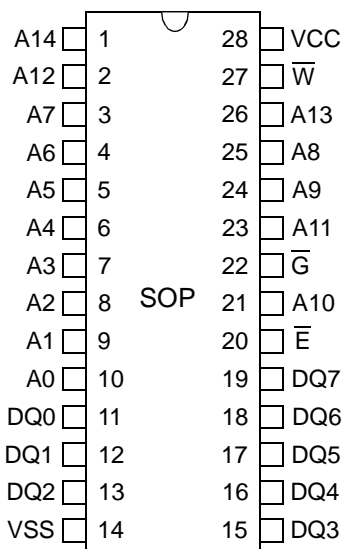 A14 1 28 VCC
A12 2 27 W̅
A7 3 26 A13
A6 4 25 A8
A5 5 24 A9
A4 6 23 A11
A3 7 22 G̅
A2 8 SOP 21 A10
A1 9 20 E̅
A0 10 19 DQ7
DQ0 11 18 DQ6
DQ1 12 17 DQ5
DQ2 13 16 DQ4
VSS 14 15 DQ3